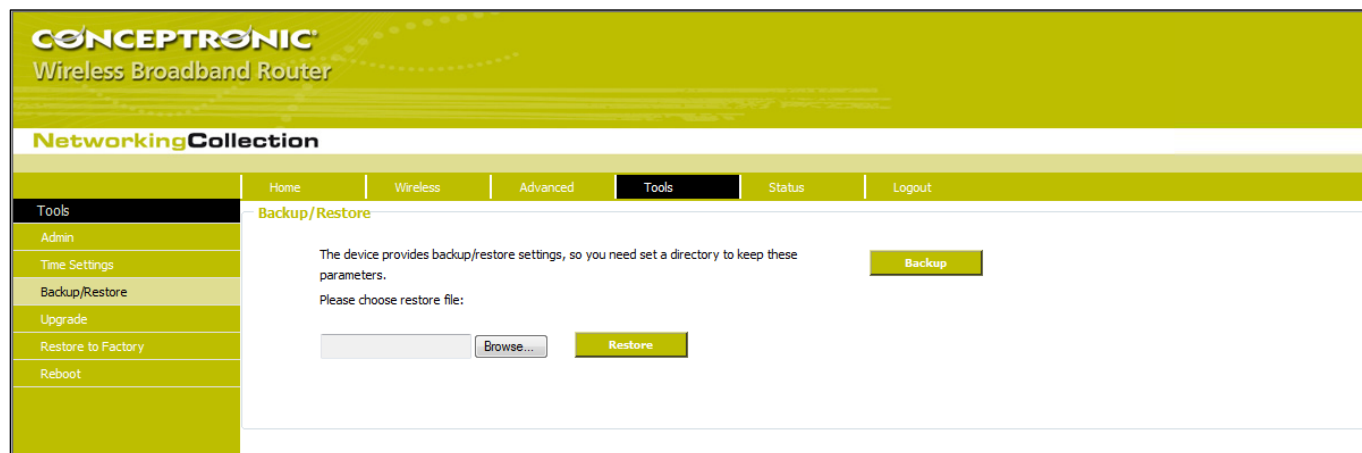 CONCEPTRONIC
Wireless Broadband Router
NetworkingCollection
Home Wireless Advanced Tools Status Logout
Tools
Admin
Time Settings
Backup/Restore
Upgrade
Restore to Factory
Reboot
Backup/Restore
The device provides backup/restore settings, so you need set a directory to keep these
parameters.
Backup
Please choose restore file:
Browse... Restore